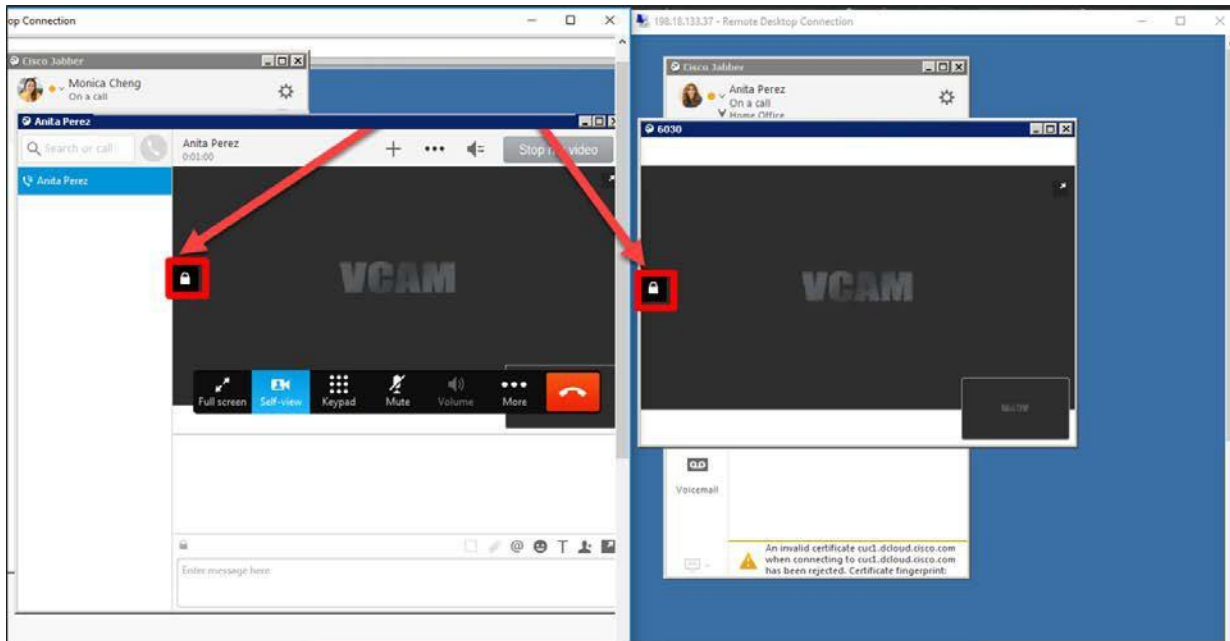 op Connection
Cisco Jabber
Monica Cheng
On a call
Anita Perez
Search or call
Anita Perez
0:01:00
Stop my video
Anita Perez
VCAM
Full screen
Self-view
Keypad
Mute
Volume
More
Enter message here
198.18.133.37 - Remote Desktop Connection
Cisco Jabber
Anita Perez
On a call
Home Office
6030
VCAM
Voicemail
An invalid certificate cuc1.dcloud.cisco.com
when connecting to cuc1.dcloud.cisco.com
has been rejected. Certificate fingerprint: